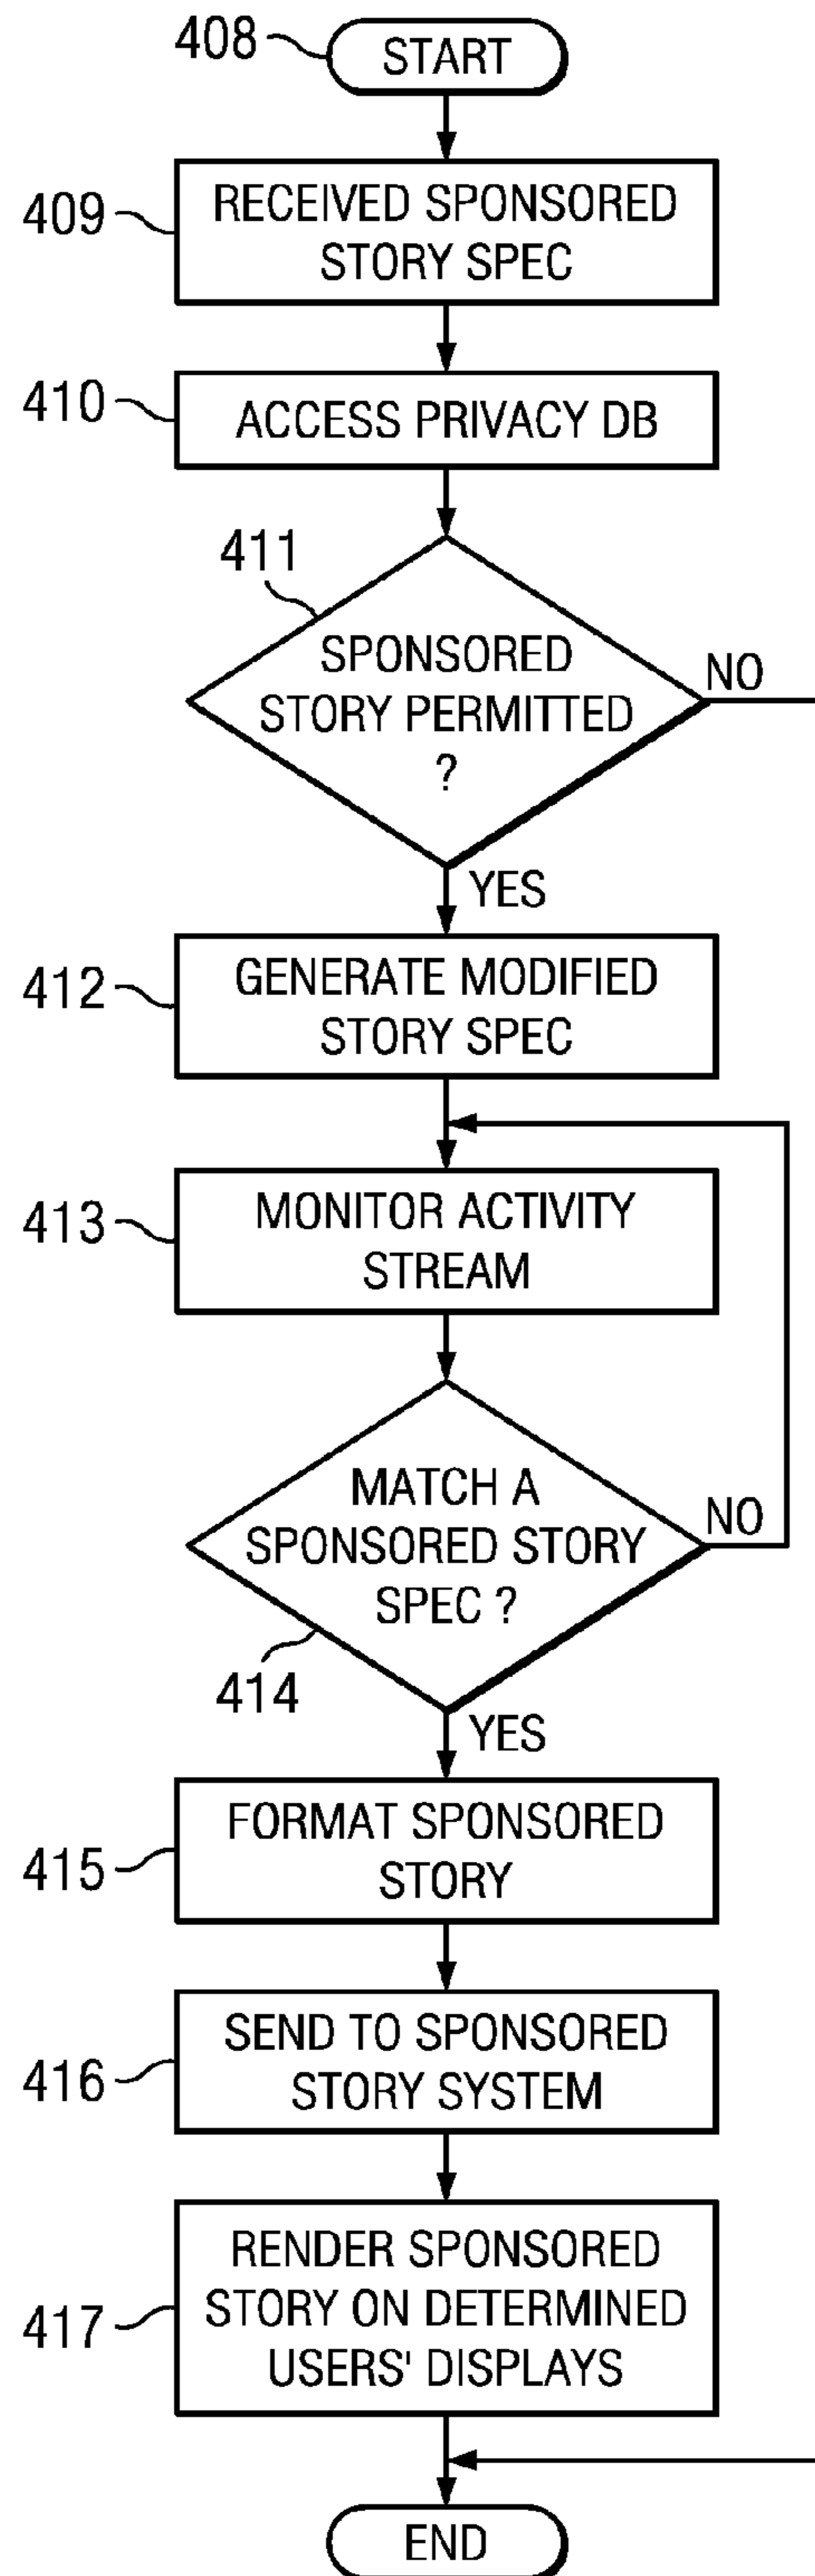 408
START
409
RECEIVED SPONSORED
STORY SPEC
410
ACCESS PRIVACY DB
411
SPONSORED
STORY PERMITTED
?
NO
YES
412
GENERATE MODIFIED
STORY SPEC
413
MONITOR ACTIVITY
STREAM
MATCH A
SPONSORED STORY
SPEC ?
NO
414
YES
415
FORMAT SPONSORED
STORY
416
SEND TO SPONSORED
STORY SYSTEM
417
RENDER SPONSORED
STORY ON DETERMINED
USERS' DISPLAYS
END